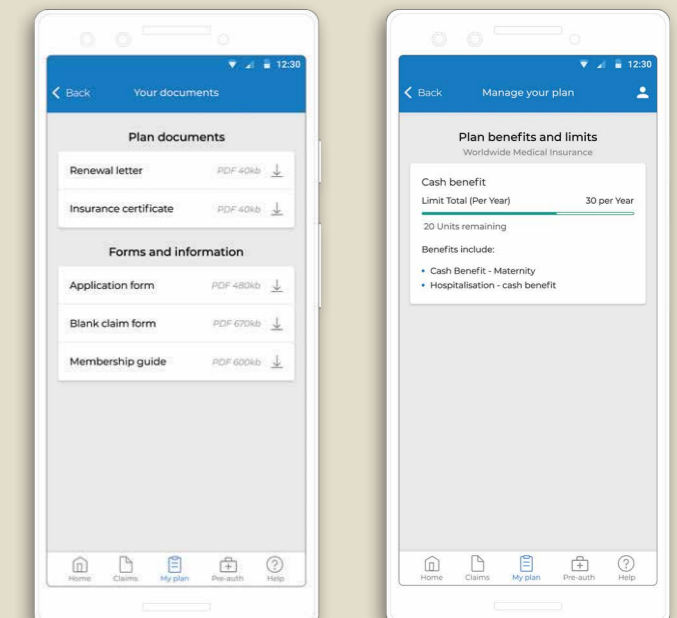 12:30
Back Your documents
Plan documents
Renewal letter PDF 40kb
Insurance certificate PDF 40kb
Forms and information
Application form PDF 480kb
Blank claim form PDF 670kb
Membership guide PDF 600kb
Home Claims My plan Pre-auth Help
12:30
Back Manage your plan
Plan benefits and limits
Worldwide Medical Insurance
Cash benefit
Limit Total (Per Year) 30 per Year
20 Units remaining
Benefits include:
• Cash Benefit - Maternity
• Hospitalisation - cash benefit
Home Claims My plan Pre-auth Help